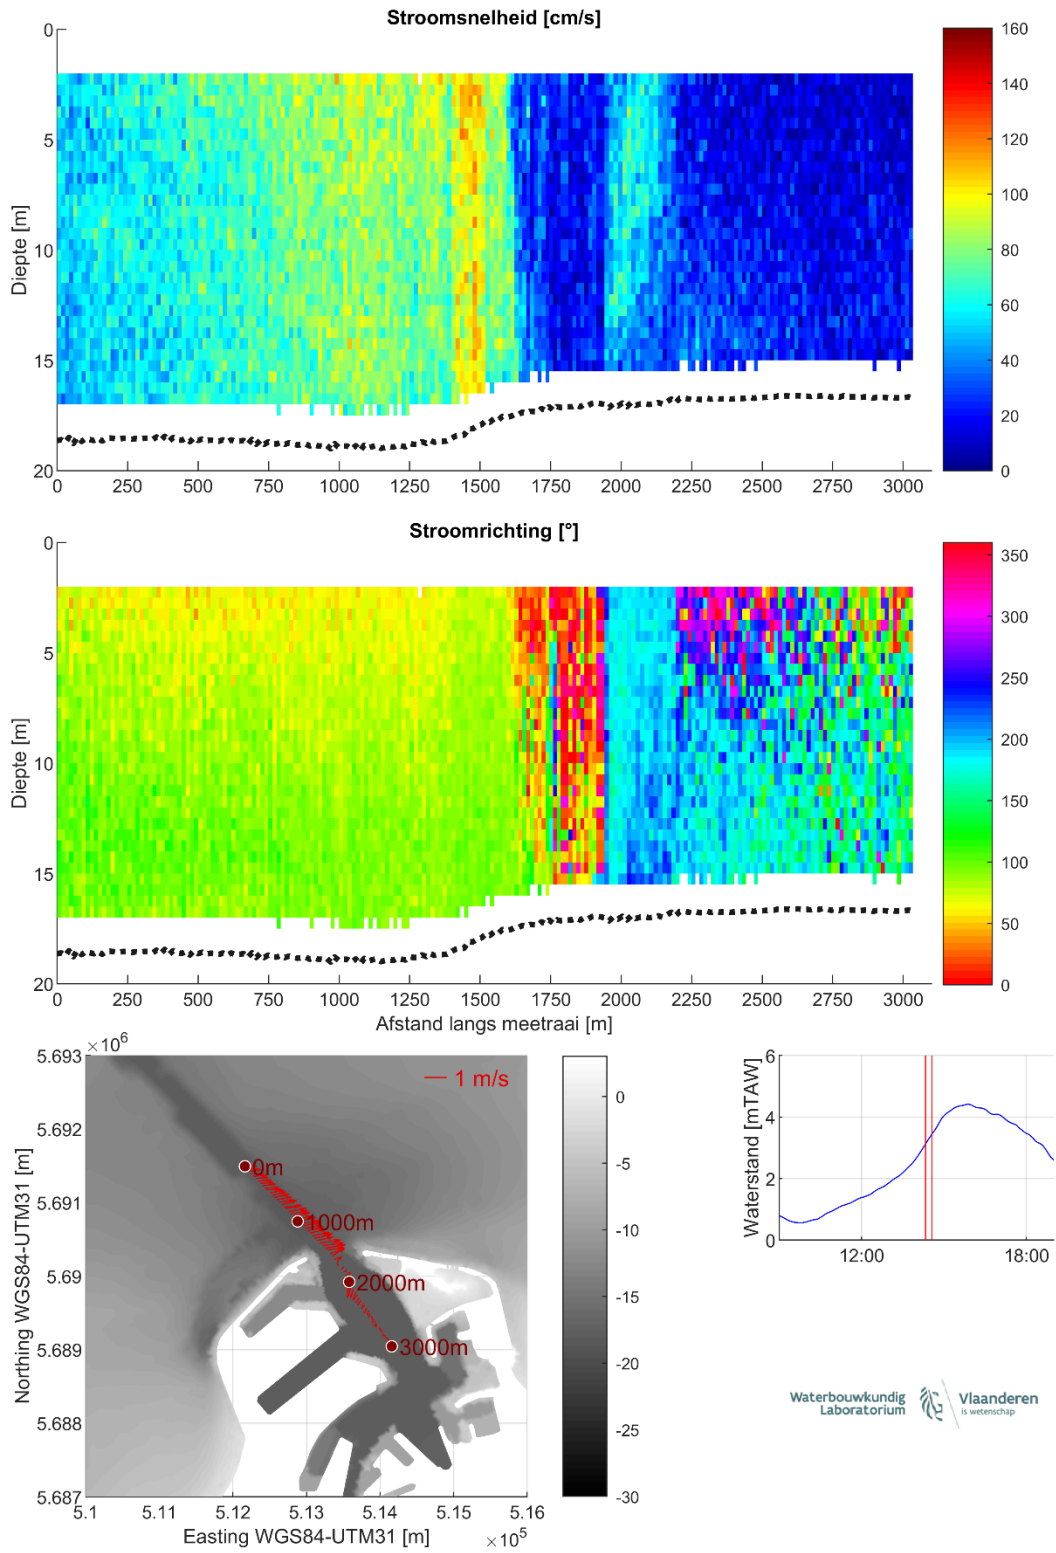 Stroomsnelheid [cm/s]
0
5
10
15
20
Diepte [m]
0 250 500 750 1000 1250 1500 1750 2000 2250 2500 2750 3000
160
140
120
100
80
60
40
20
0
Stroomrichting [°]
0
5
10
15
20
Diepte [m]
0 250 500 750 1000 1250 1500 1750 2000 2250 2500 2750 3000
Afstand langs meetraai [m]
350
300
250
200
150
100
50
0
×10⁶
5.693
5.692
5.691
5.69
5.689
5.688
5.687
Northing WGS84-UTM31 [m]
1 m/s
0m
1000m
2000m
3000m
5.1 5.11 5.12 5.13 5.14 5.15 5.16
Easting WGS84-UTM31 [m]
×10⁵
0
-5
-10
-15
-20
-25
-30
Waterstand [mTAW]
6
4
2
0
12:00 18:00
Waterbouwkundig
Laboratorium
Vlaanderen
is wetenschap